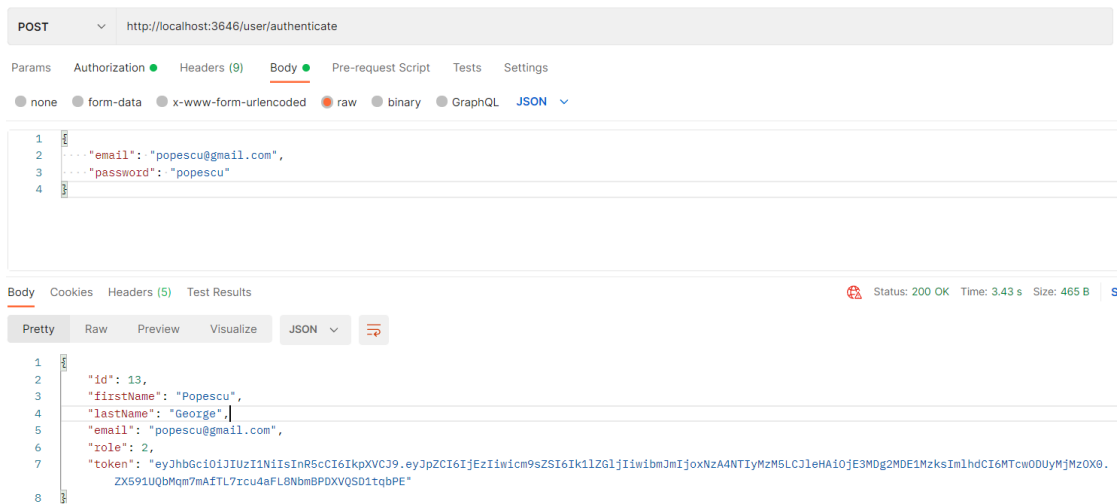 POST http://localhost:3646/user/authenticate
Params Authorization Headers (9) Body Pre-request Script Tests Settings
none form-data x-www-form-urlencoded raw binary GraphQL JSON
1 {
2 "email": "popescu@gmail.com",
3 "password": "popescu"
4 }
Body Cookies Headers (5) Test Results Status: 200 OK Time: 3.43 s Size: 465 B S
Pretty Raw Preview Visualize JSON
1 {
2 "id": 13,
3 "firstName": "Popescu",
4 "lastName": "George",
5 "email": "popescu@gmail.com",
6 "role": 2,
7 "token": "eyJhbGciOiJIUzI1NiIsInR5cCI6IkpXVCJ9.eyJpZCI6IjEzIiwicm9sZSI6Ik1lZGljIiwibmJmIjoxNzA4NTIyMzM5LCJleHAiOjE3MDg2MDE1MzksImlhdCI6MTcwODUyMjMzOX0.
ZX591UQbMqm7mAfTL7rcu4aFL8NbmBPDXVQSD1tqbPE"
8 }